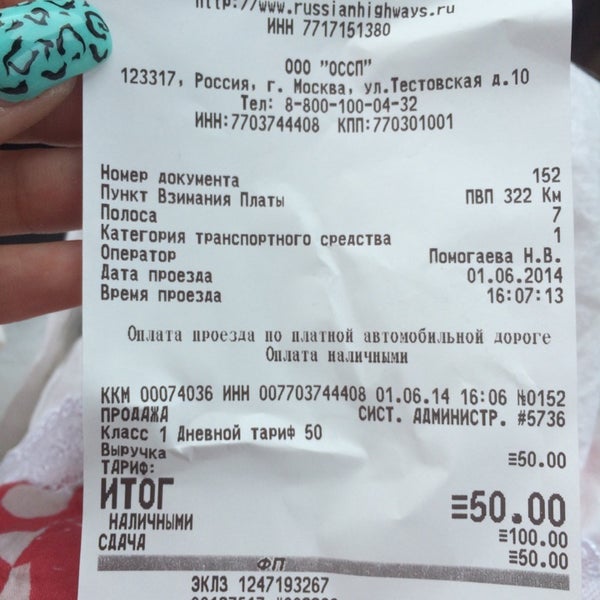 http://www.russianhighways.ru
ИНН 7717151380
ООО "ОССП"
123317, Россия, г. Москва, ул.Тестовская д.10
Тел: 8-800-100-04-32
ИНН:7703744408 КПП:770301001
Номер документа 152
Пункт Взимания Платы ПВП 322 Км
Полоса 7
Категория транспортного средства 1
Оператор Помогаева Н.В.
Дата проезда 01.06.2014
Время проезда 16:07:13
Оплата проезда по платной автомобильной дороге
Оплата наличными
ККМ 00074036 ИНН 007703744408 01.06.14 16:06 №0152
ПРОДАЖА СИСТ. АДМИНИСТР. #5736
Класс 1 Дневной тариф 50
Выручка ≡50.00
ТАРИФ:
ИТОГ ≡50.00
НАЛИЧНЫМИ ≡100.00
СДАЧА ≡50.00
ФП
ЭКЛЗ 1247193267